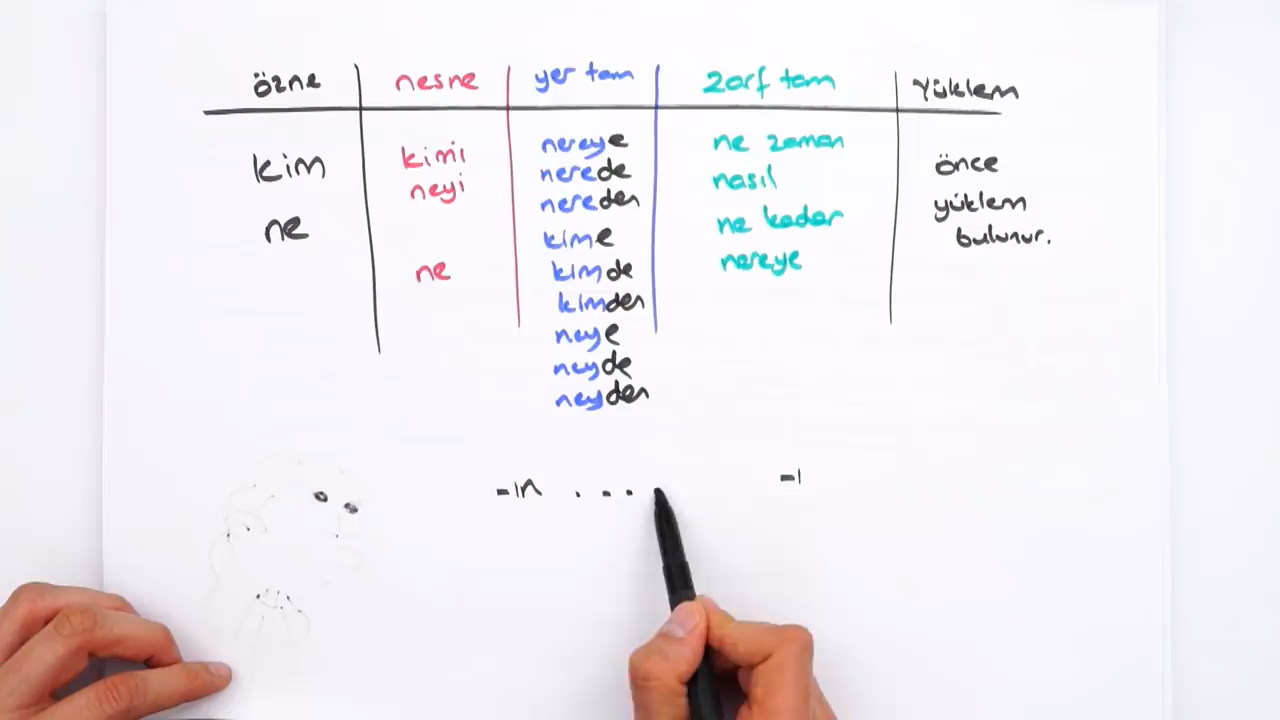 özne nesne yer tam zarf tam Yüklem
kim
ne
kimi
neyi
ne
nereye
nerede
nereden
kime
kimde
kimden
neye
neyde
neyden
ne zaman
nasıl
ne kadar
nereye
önce
yüklem
bulunur.
-ın .... -ı